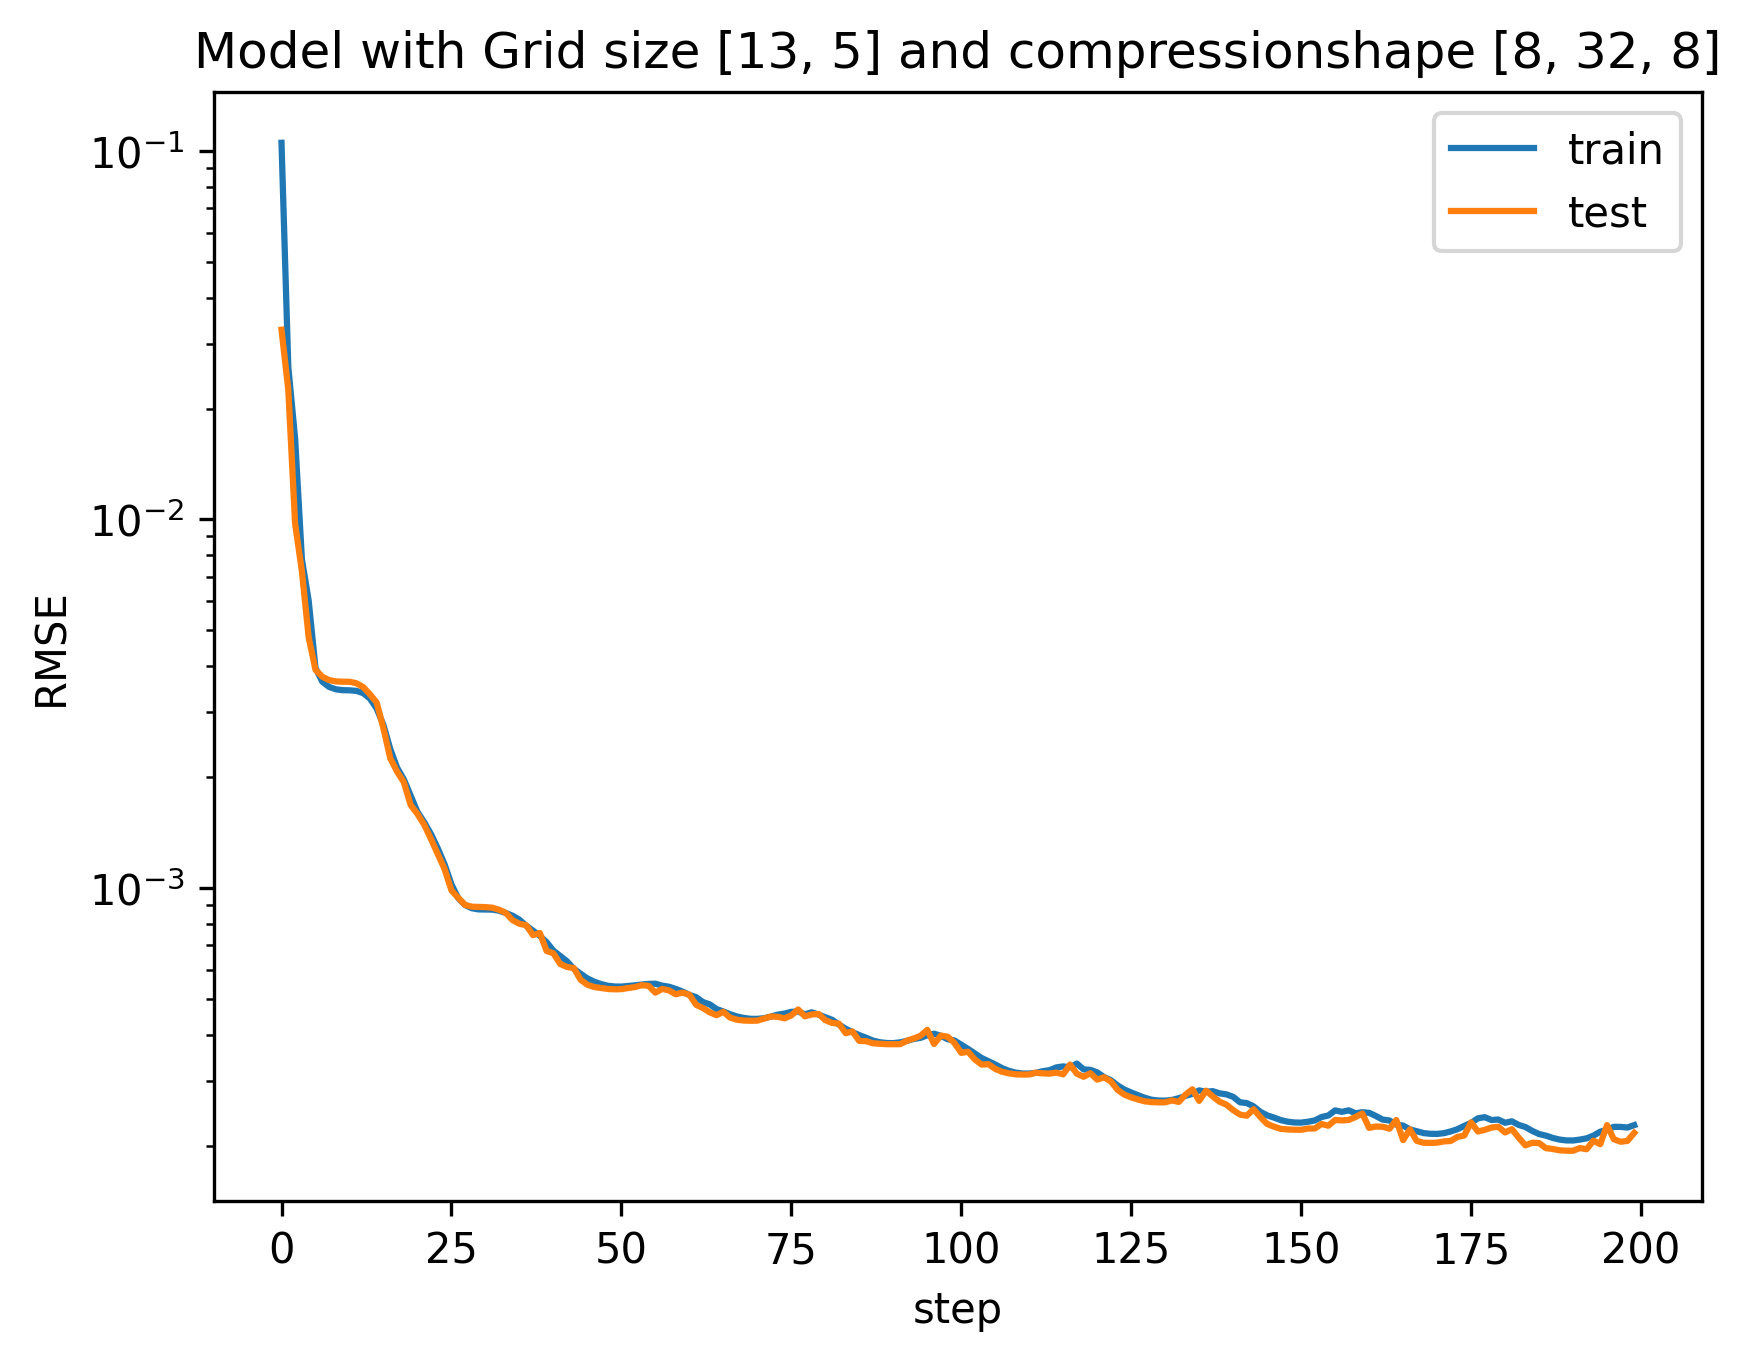 Model with Grid size [13, 5] and compressionshape [8, 32, 8]
train
test
10⁻¹
10⁻²
10⁻³
RMSE
0 25 50 75 100 125 150 175 200
step